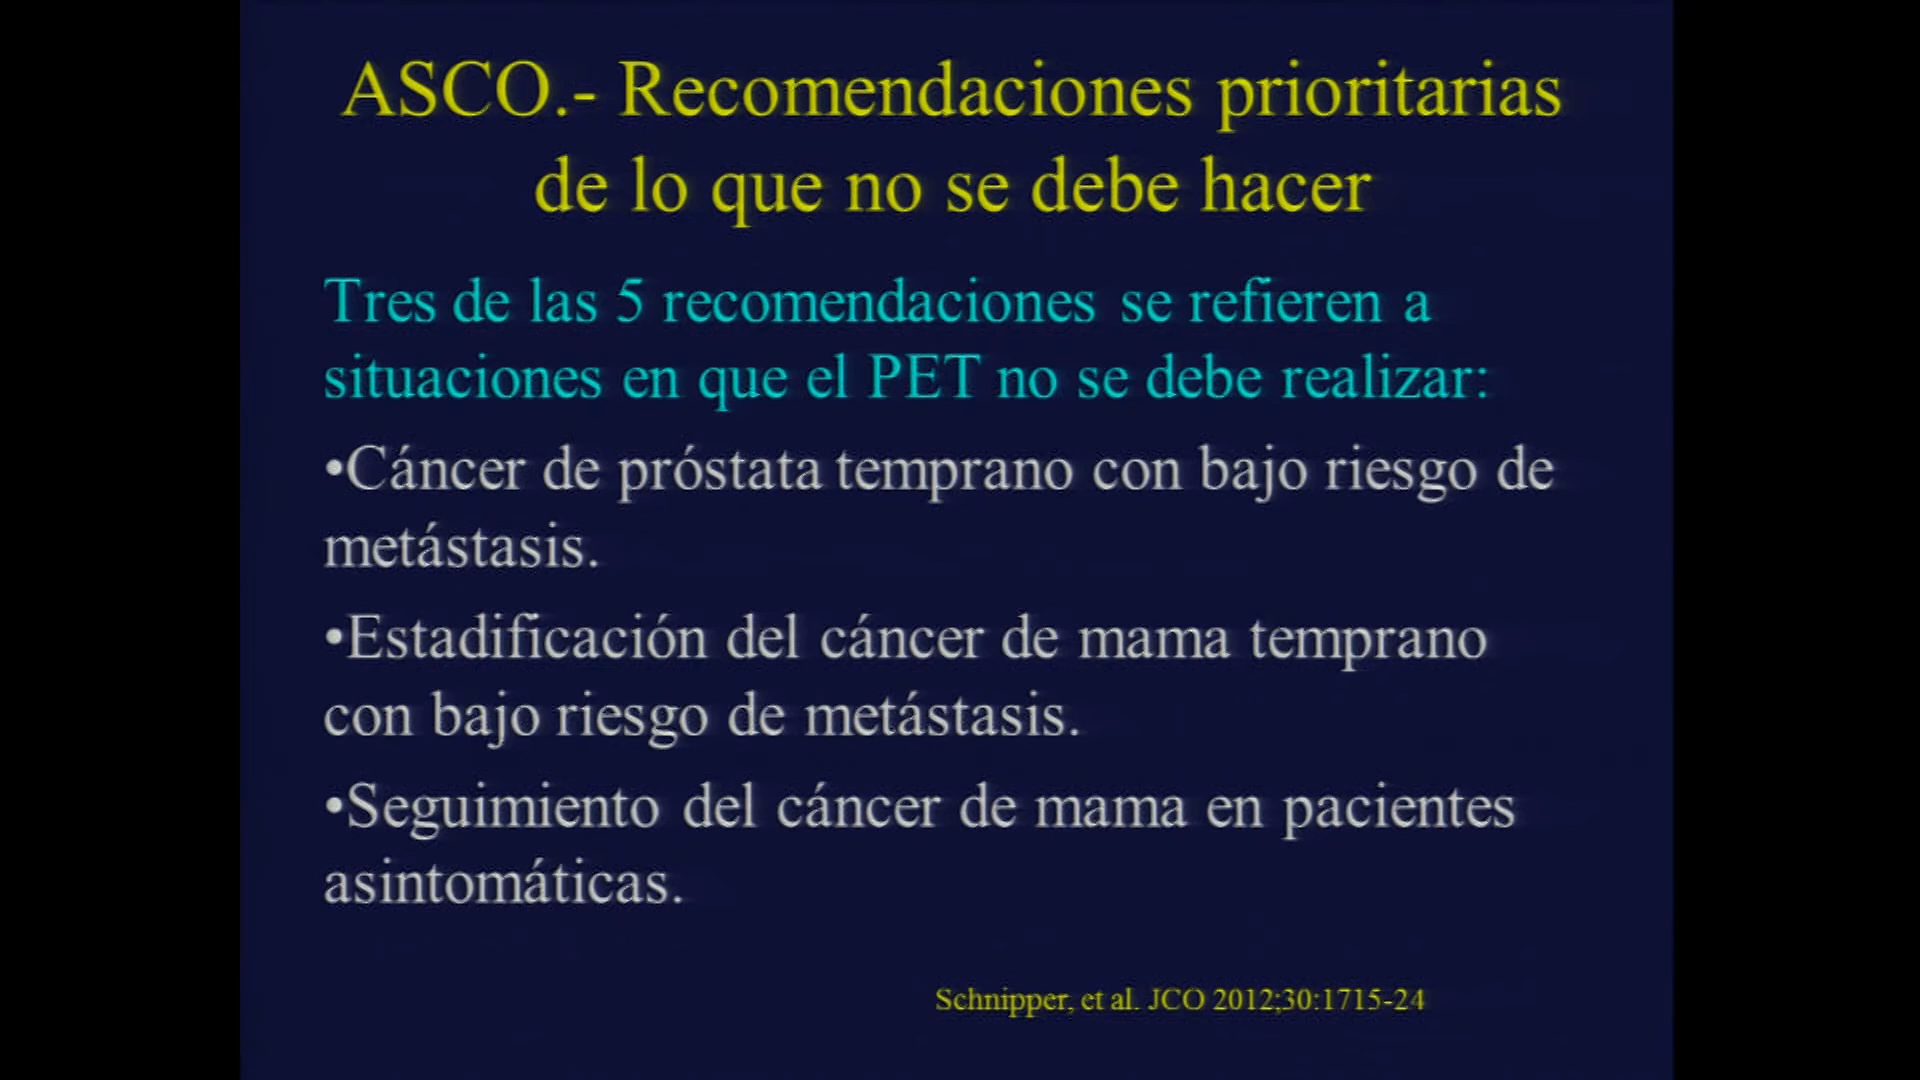 ASCO.- Recomendaciones prioritarias
de lo que no se debe hacer
Tres de las 5 recomendaciones se refieren a
situaciones en que el PET no se debe realizar:
•Cáncer de próstata temprano con bajo riesgo de
metástasis.
•Estadificación del cáncer de mama temprano
con bajo riesgo de metástasis.
•Seguimiento del cáncer de mama en pacientes
asintomáticas.
Schnipper, et al. JCO 2012;30:1715-24